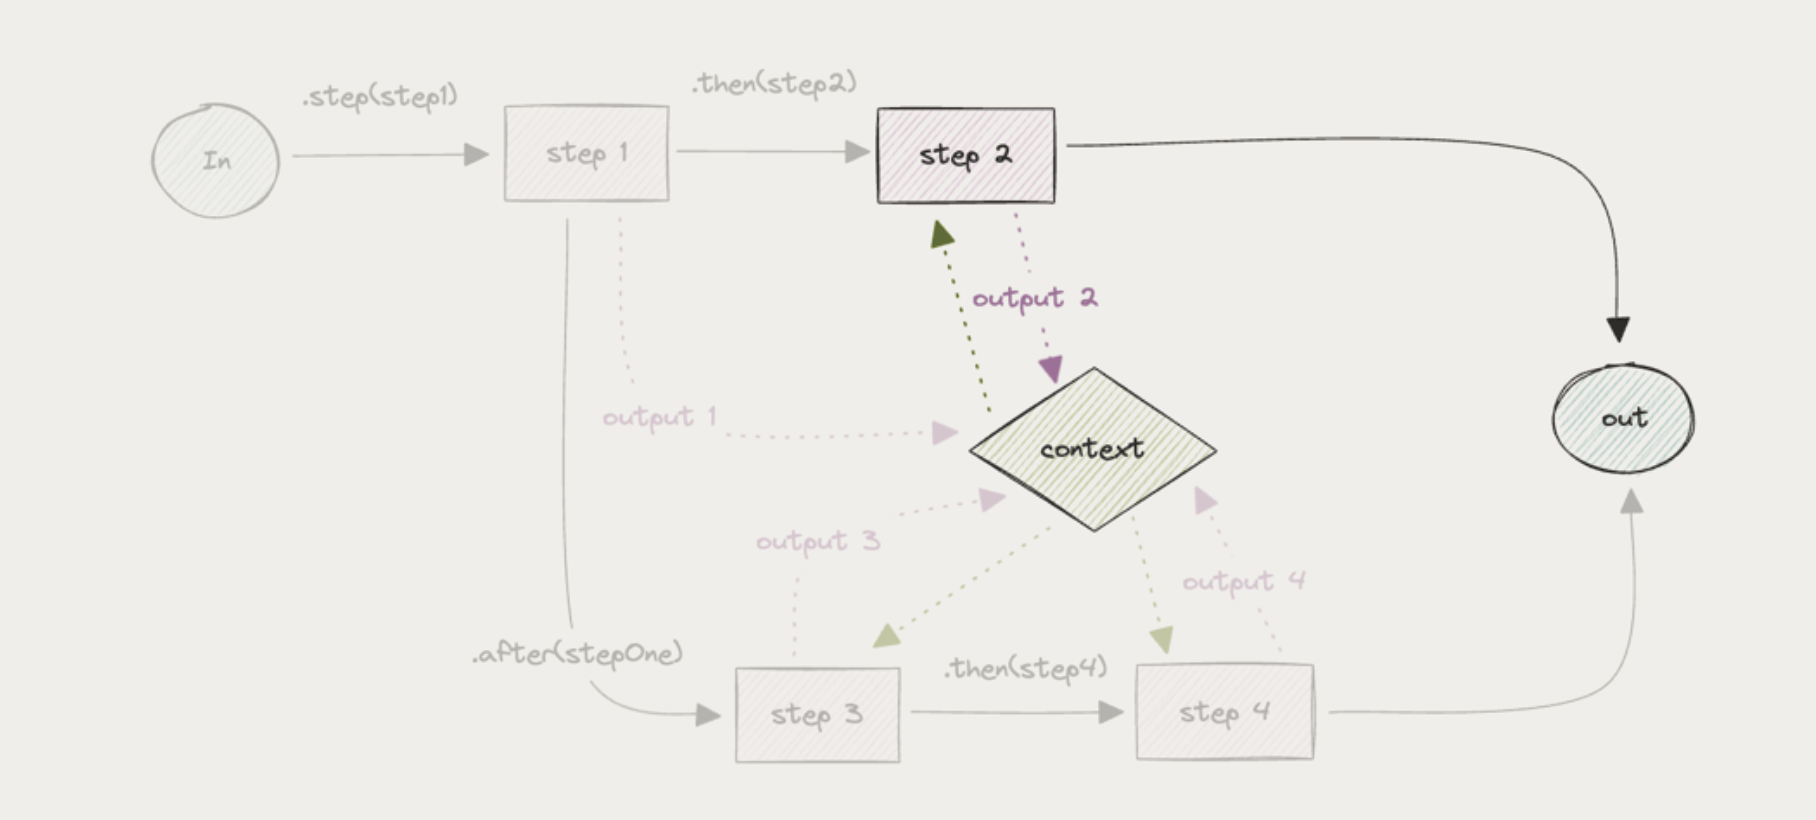 .step(step1)
.then(step2)
In
step 1
step 2
output 2
output 1
context
out
output 3
output 4
.after(stepOne)
.then(step4)
step 3
step 4